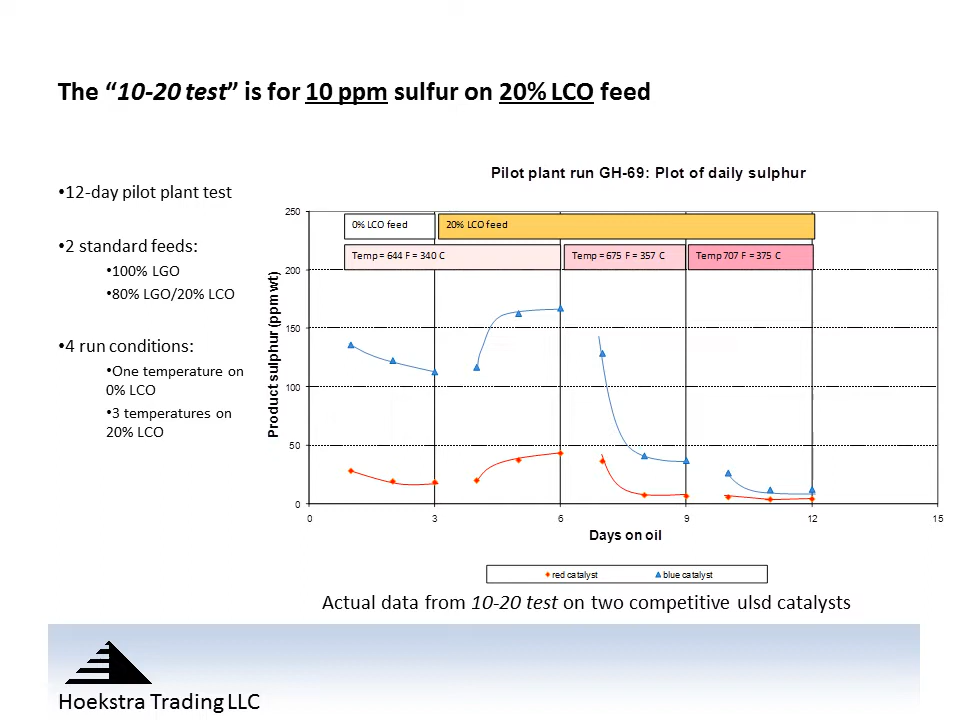 The “10-20 test” is for 10 ppm sulfur on 20% LCO feed
•12-day pilot plant test
•2 standard feeds:
•100% LGO
•80% LGO/20% LCO
•4 run conditions:
•One temperature on
0% LCO
•3 temperatures on
20% LCO
Pilot plant run GH-69: Plot of daily sulphur
Product sulphur (ppmwt)
250
200
150
100
50
0
0% LCO feed
20% LCO feed
Temp = 644 F = 340 C
Temp = 675 F = 357 C
Temp 707 F = 375 C
0 3 6 9 12 15
Days on oil
red catalyst
blue catalyst
Actual data from 10-20 test on two competitive ulsd catalysts
Hoekstra Trading LLC